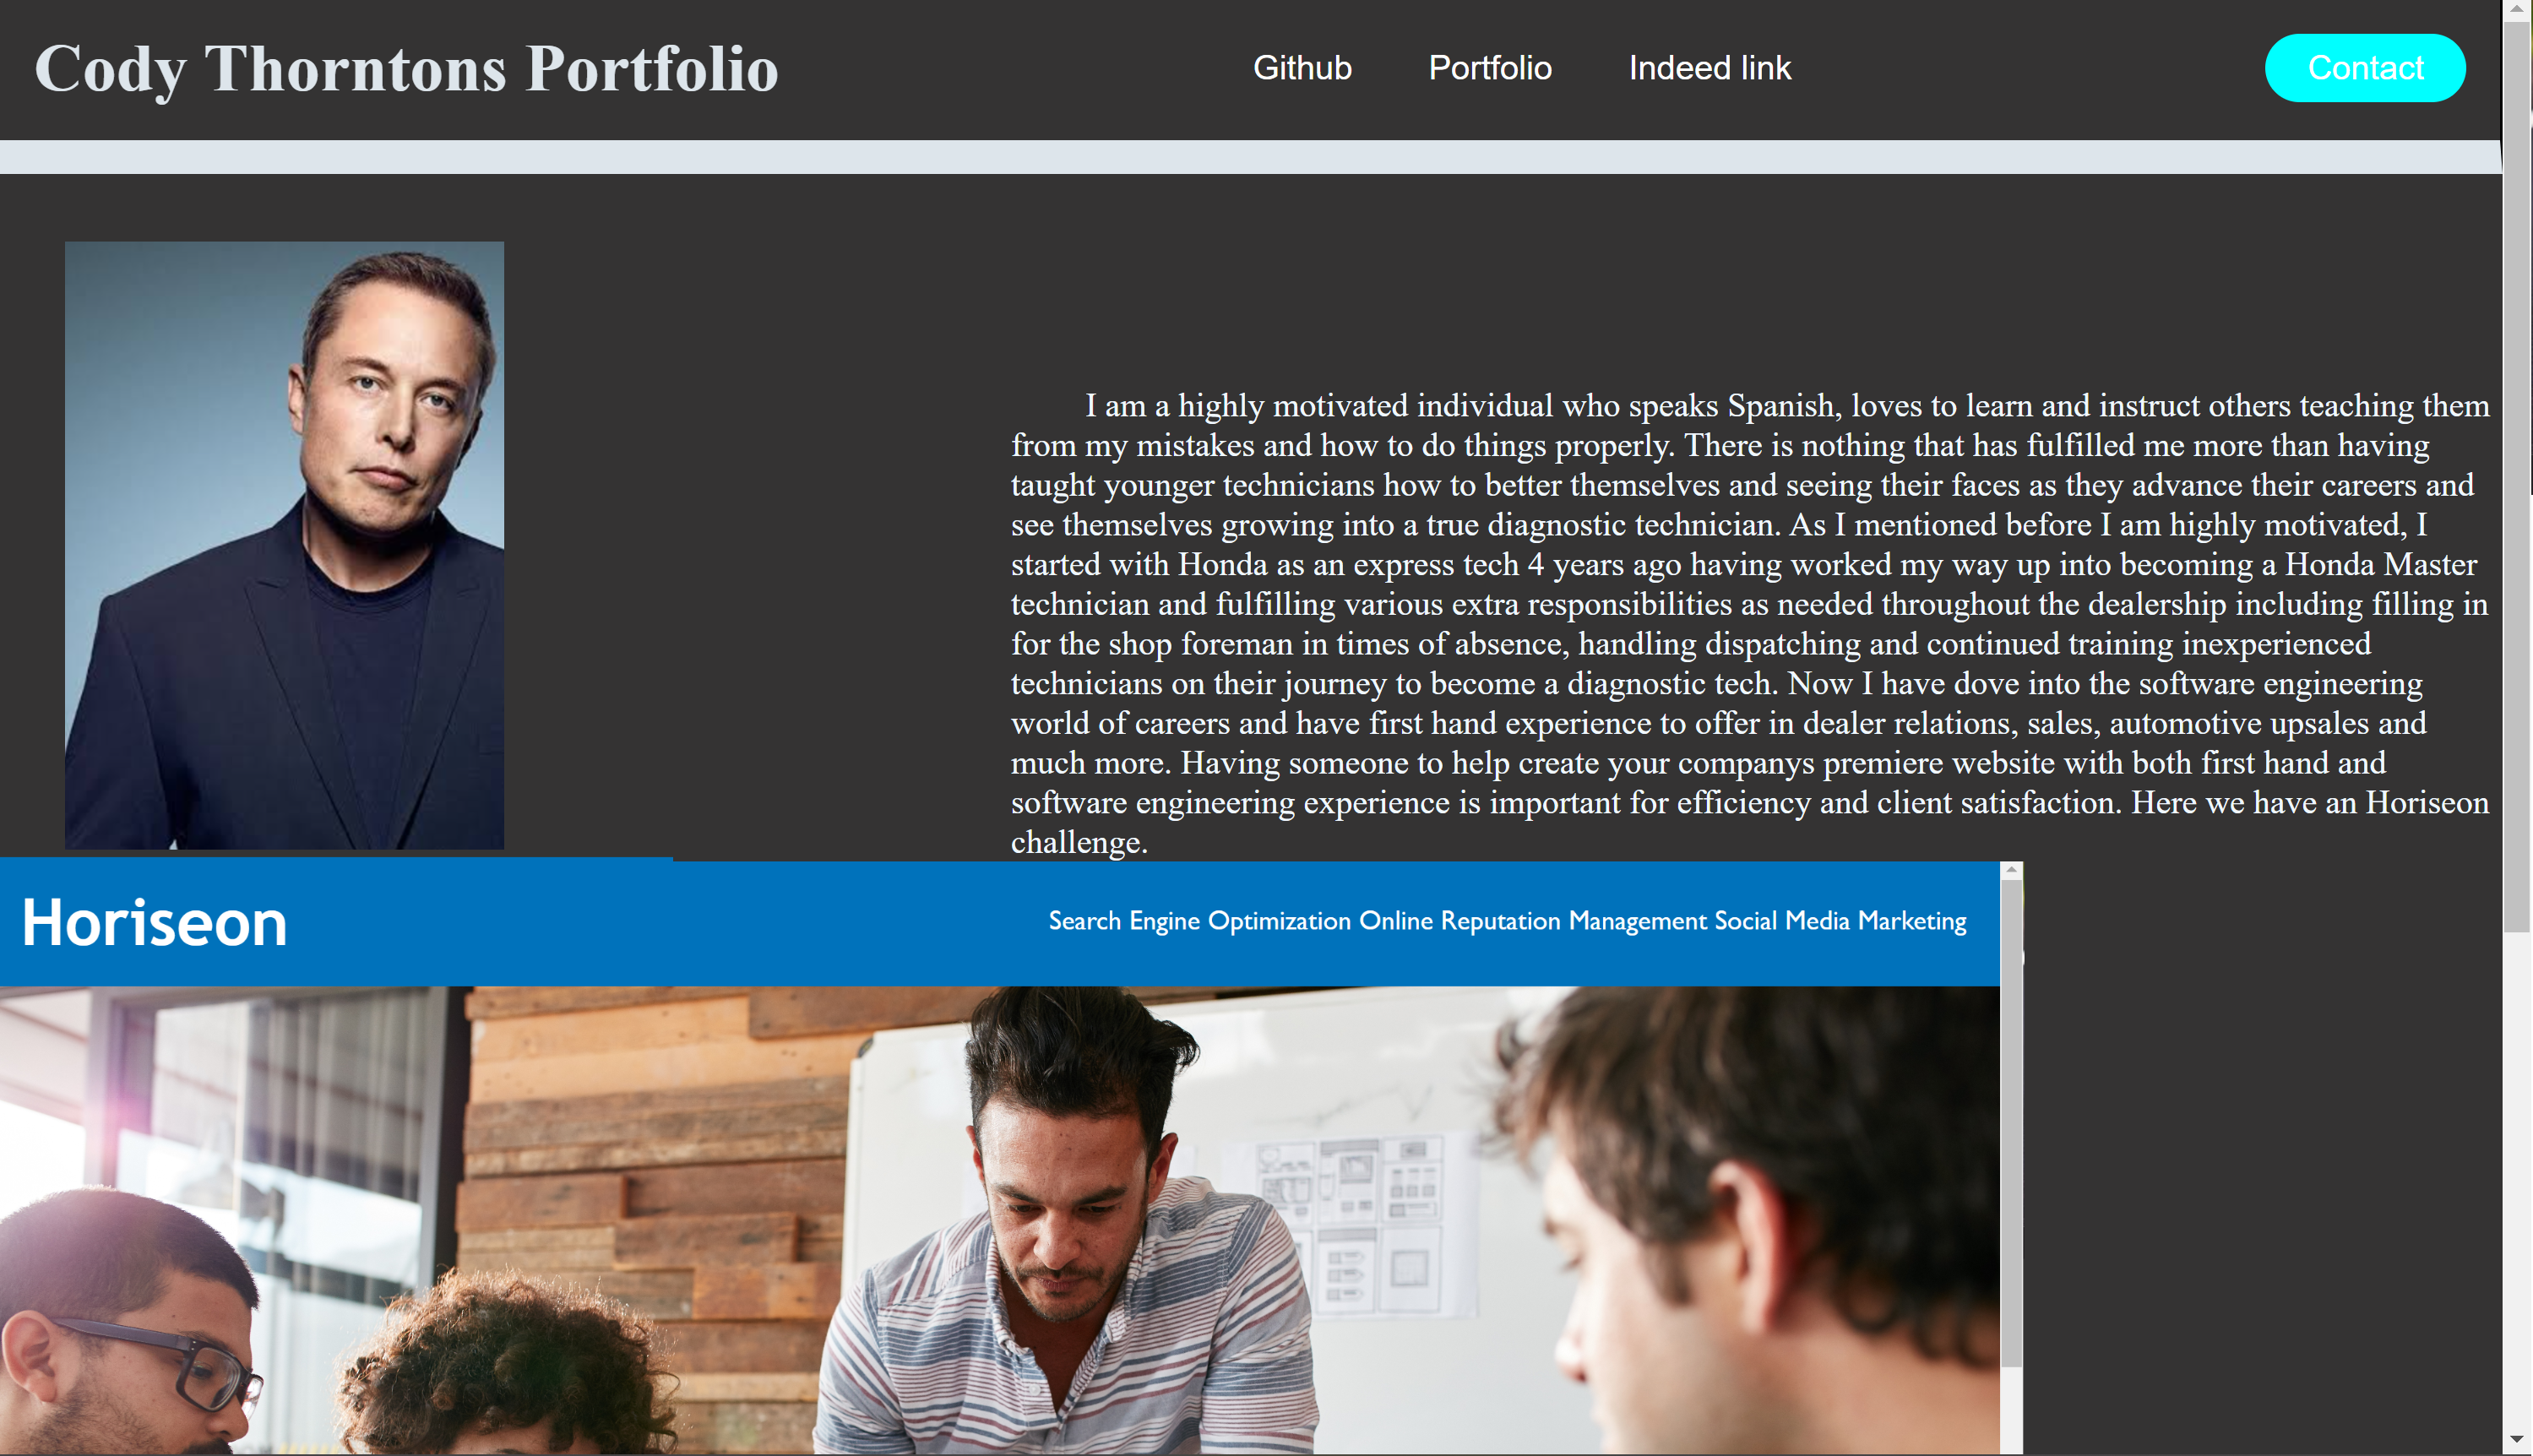 Cody Thorntons Portfolio
Github
Portfolio
Indeed link
Contact
I am a highly motivated individual who speaks Spanish, loves to learn and instruct others teaching them
from my mistakes and how to do things properly. There is nothing that has fulfilled me more than having
taught younger technicians how to better themselves and seeing their faces as they advance their careers and
see themselves growing into a true diagnostic technician. As I mentioned before I am highly motivated, I
started with Honda as an express tech 4 years ago having worked my way up into becoming a Honda Master
technician and fulfilling various extra responsibilities as needed throughout the dealership including filling in
for the shop foreman in times of absence, handling dispatching and continued training inexperienced
technicians on their journey to become a diagnostic tech. Now I have dove into the software engineering
world of careers and have first hand experience to offer in dealer relations, sales, automotive upsales and
much more. Having someone to help create your companys premiere website with both first hand and
software engineering experience is important for efficiency and client satisfaction. Here we have an Horiseon
challenge.
Horiseon
Search Engine Optimization Online Reputation Management Social Media Marketing